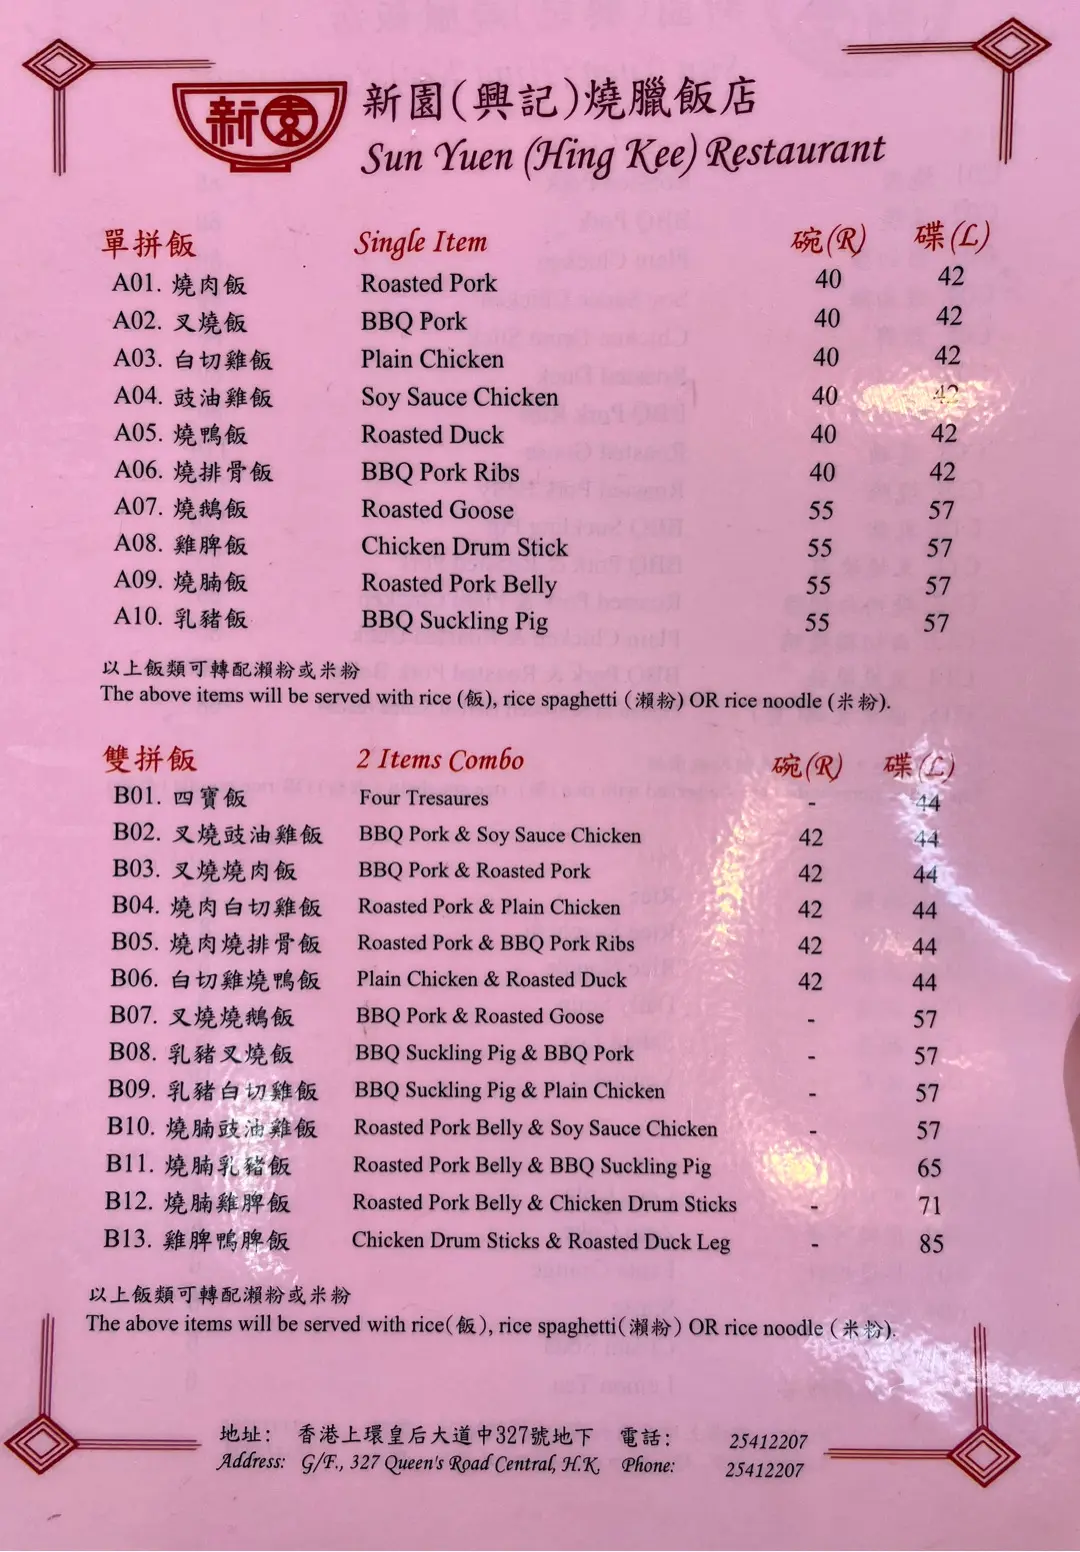 新園
新園(興記)燒臘飯店
Sun Yuen (Hing Kee) Restaurant
單拼飯 Single Item 碗(R) 碟(L)
A01. 燒肉飯 Roasted Pork 40 42
A02. 叉燒飯 BBQ Pork 40 42
A03. 白切雞飯 Plain Chicken 40 42
A04. 豉油雞飯 Soy Sauce Chicken 40 42
A05. 燒鴨飯 Roasted Duck 40 42
A06. 燒排骨飯 BBQ Pork Ribs 40 42
A07. 燒鵝飯 Roasted Goose 55 57
A08. 雞脾飯 Chicken Drum Stick 55 57
A09. 燒腩飯 Roasted Pork Belly 55 57
A10. 乳豬飯 BBQ Suckling Pig 55 57
以上飯類可轉配瀨粉或米粉
The above items will be served with rice (飯), rice spaghetti (瀨粉) OR rice noodle (米粉).
雙拼飯 2 Items Combo 碗(R) 碟(L)
B01. 四寶飯 Four Tresaures - 44
B02. 叉燒豉油雞飯 BBQ Pork & Soy Sauce Chicken 42 44
B03. 叉燒燒肉飯 BBQ Pork & Roasted Pork 42 44
B04. 燒肉白切雞飯 Roasted Pork & Plain Chicken 42 44
B05. 燒肉燒排骨飯 Roasted Pork & BBQ Pork Ribs 42 44
B06. 白切雞燒鴨飯 Plain Chicken & Roasted Duck 42 44
B07. 叉燒燒鵝飯 BBQ Pork & Roasted Goose - 57
B08. 乳豬叉燒飯 BBQ Suckling Pig & BBQ Pork - 57
B09. 乳豬白切雞飯 BBQ Suckling Pig & Plain Chicken - 57
B10. 燒腩豉油雞飯 Roasted Pork Belly & Soy Sauce Chicken - 57
B11. 燒腩乳豬飯 Roasted Pork Belly & BBQ Suckling Pig 65
B12. 燒腩雞脾飯 Roasted Pork Belly & Chicken Drum Sticks - 71
B13. 雞脾鴨脾飯 Chicken Drum Sticks & Roasted Duck Leg - 85
以上飯類可轉配瀨粉或米粉
The above items will be served with rice(飯), rice spaghetti(瀨粉) OR rice noodle (米粉).
地址: 香港上環皇后大道中327號地下 電話: 25412207
Address: G/F., 327 Queen's Road Central, H.K. Phone: 25412207